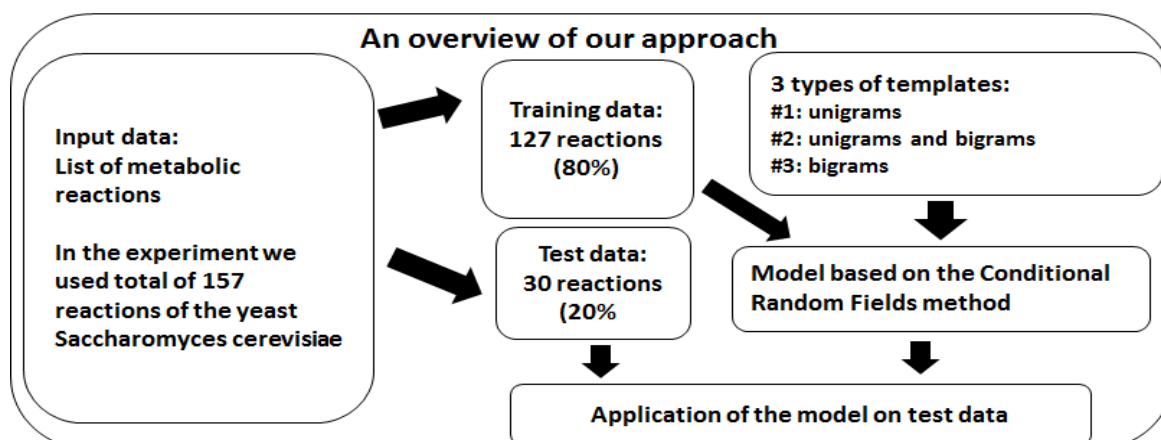 An overview of our approach
Input data:
List of metabolic
reactions
In the experiment we
used total of 157
reactions of the yeast
Saccharomyces cerevisiae
Training data:
127 reactions
(80%)
Test data:
30 reactions
(20%
3 types of templates:
#1: unigrams
#2: unigrams and bigrams
#3: bigrams
Model based on the Conditional
Random Fields method
Application of the model on test data